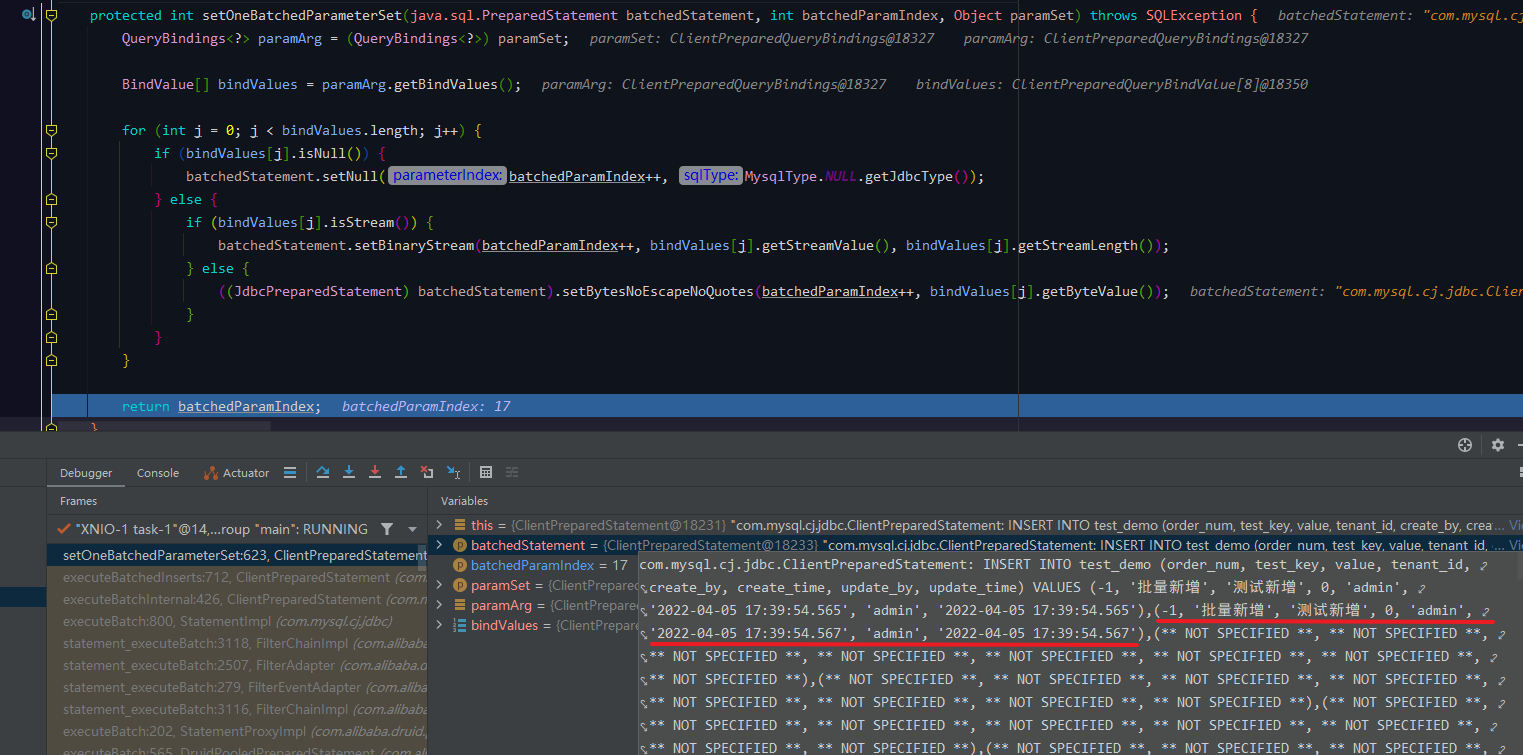 protected int setOneBatchedParameterSet(java.sql.PreparedStatement batchedStatement, int batchedParamIndex, Object paramSet) throws SQLException {  batchedStatement: "com.mysql.cj
QueryBindings<?> paramArg = (QueryBindings<?>) paramSet;  paramSet: ClientPreparedQueryBindings@18327  paramArg: ClientPreparedQueryBindings@18327
BindValue[] bindValues = paramArg.getBindValues();  paramArg: ClientPreparedQueryBindings@18327  bindValues: ClientPreparedQueryBindValue[8]@18350
for (int j = 0; j < bindValues.length; j++) {
if (bindValues[j].isNull()) {
batchedStatement.setNull( parameterIndex: batchedParamIndex++, sqlType: MysqlType.NULL.getJdbcType());
} else {
if (bindValues[j].isStream()) {
batchedStatement.setBinaryStream(batchedParamIndex++, bindValues[j].getStreamValue(), bindValues[j].getStreamLength());
} else {
((JdbcPreparedStatement) batchedStatement).setBytesNoEscapeNoQuotes(batchedParamIndex++, bindValues[j].getByteValue());  batchedStatement: "com.mysql.cj.jdbc.Clie
}
}
}
return batchedParamIndex;  batchedParamIndex: 17
}
Debugger  Console  Actuator
Frames
"XNIO-1 task-1"@14,...roup "main": RUNNING
setOneBatchedParameterSet:623, ClientPreparedStatement
executeBatchedInserts:712, ClientPreparedStatement (com
executeBatchInternal:426, ClientPreparedStatement (com.m
executeBatch:800, StatementImpl (com.mysql.cj.jdbc)
statement_executeBatch:3118, FilterChainImpl (com.alibaba
statement_executeBatch:2507, FilterAdapter (com.alibaba.d
statement_executeBatch:279, FilterEventAdapter (com.alibab
statement_executeBatch:3116, FilterChainImpl (com.alibaba
executeBatch:202, StatementProxyImpl (com.alibaba.druid.
executeBatch:565, DruidPooledPreparedStatement (com.al
Variables
this = {ClientPreparedStatement@18231} "com.mysql.cj.jdbc.ClientPreparedStatement: INSERT INTO test_demo (order_num, test_key, value, tenant_id, create_by, crea... View
batchedStatement = {ClientPreparedStatement@18233} "com.mysql.cj.jdbc.ClientPreparedStatement: INSERT INTO test_demo (order_num, test_key, value, tenant_id, ... Vi
batchedParamIndex = 17
paramSet = {ClientPrepared
paramArg = {ClientPrepare
bindValues = {ClientPrepare
com.mysql.cj.jdbc.ClientPreparedStatement: INSERT INTO test_demo (order_num, test_key, value, tenant_id,
create_by, create_time, update_by, update_time) VALUES (-1, '批量新增', '测试新增', 0, 'admin',
'2022-04-05 17:39:54.565', 'admin', '2022-04-05 17:39:54.565'),(-1, '批量新增', '测试新增', 0, 'admin',
'2022-04-05 17:39:54.567', 'admin', '2022-04-05 17:39:54.567'),(** NOT SPECIFIED **, ** NOT SPECIFIED **,
** NOT SPECIFIED **, ** NOT SPECIFIED **, ** NOT SPECIFIED **, ** NOT SPECIFIED **, ** NOT SPECIFIED **,
** NOT SPECIFIED **),(** NOT SPECIFIED **, ** NOT SPECIFIED **, ** NOT SPECIFIED **, ** NOT SPECIFIED **,
** NOT SPECIFIED **, ** NOT SPECIFIED **, ** NOT SPECIFIED **, ** NOT SPECIFIED **),(** NOT SPECIFIED **,
** NOT SPECIFIED **, ** NOT SPECIFIED **, ** NOT SPECIFIED **, ** NOT SPECIFIED **, ** NOT SPECIFIED **,
** NOT SPECIFIED **, ** NOT SPECIFIED **),(** NOT SPECIFIED **, ** NOT SPECIFIED **, ** NOT SPECIFIED **,